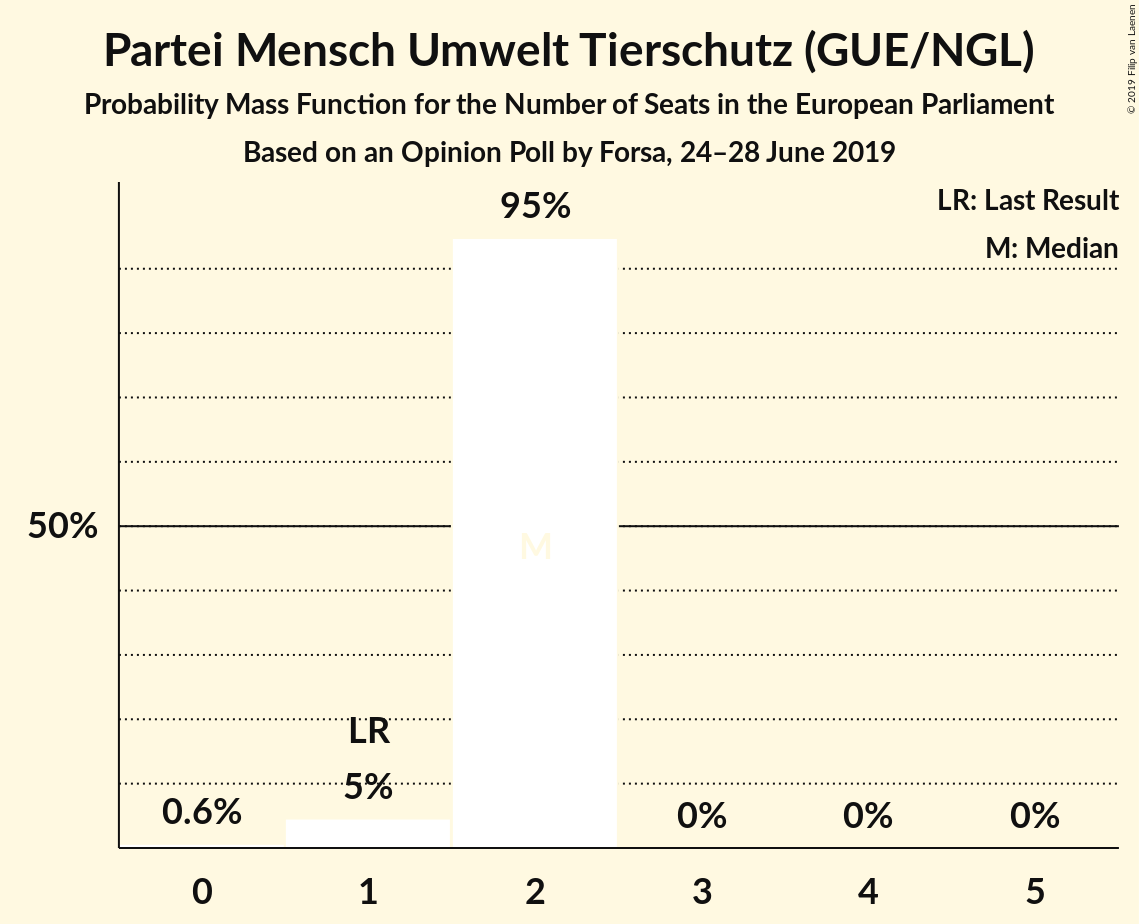 Partei Mensch Umwelt Tierschutz (GUE/NGL)
Probability Mass Function for the Number of Seats in the European Parliament
Based on an Opinion Poll by Forsa, 24–28 June 2019
© 2019 Filip van Laenen
LR: Last Result
M: Median
95%
50%
M
LR
5%
0.6%
0%
0%
0%
0
1
2
3
4
5